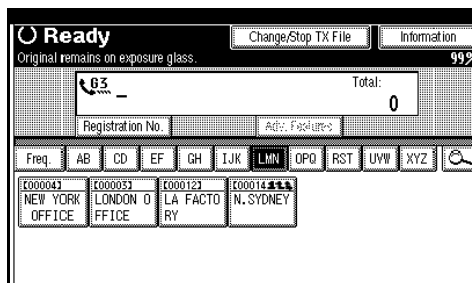 Ready
Change/Stop TX File
Information
Original remains on exposure glass.
99%
G3
Total:
0
Registration No.
Adv. Features
Freq.
AB
CD
EF
GH
IJK
LMN
OPQ
RST
UVW
XYZ
[00004]
NEW YORK
OFFICE
[00003]
LONDON O
FFICE
[00012]
LA FACTO
RY
[00014
N.SYDNEY